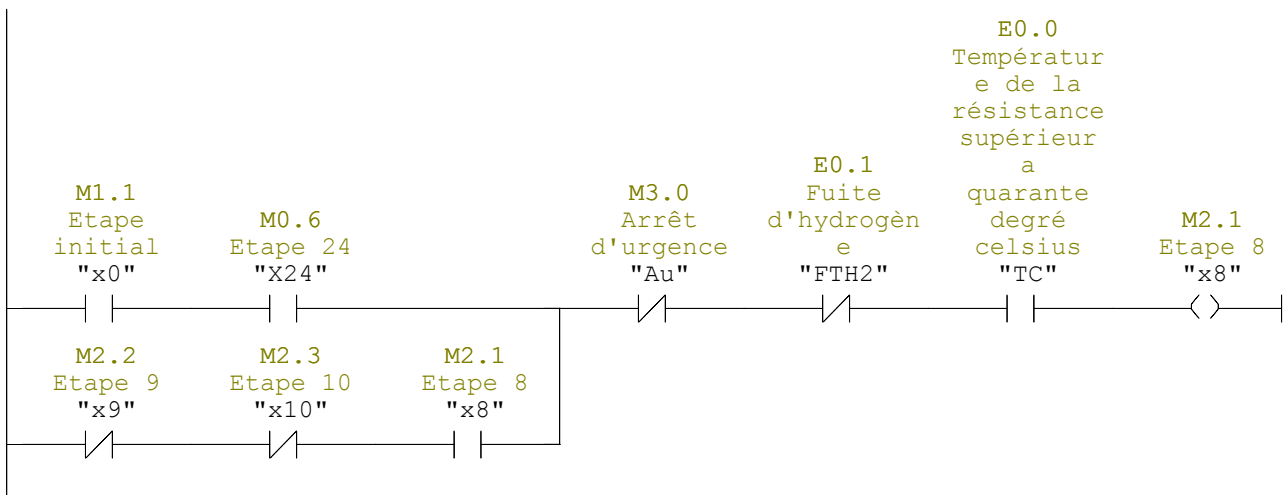 E0.0
Températur
e de la
résistance
supérieur
a
quarante
degré
celsius
"TC"
M1.1
Etape
initial
"x0"
M0.6
Etape 24
"X24"
M3.0
Arrêt
d'urgence
"Au"
E0.1
Fuite
d'hydrogèn
e
"FTH2"
M2.1
Etape 8
"x8"
M2.2
Etape 9
"x9"
M2.3
Etape 10
"x10"
M2.1
Etape 8
"x8"